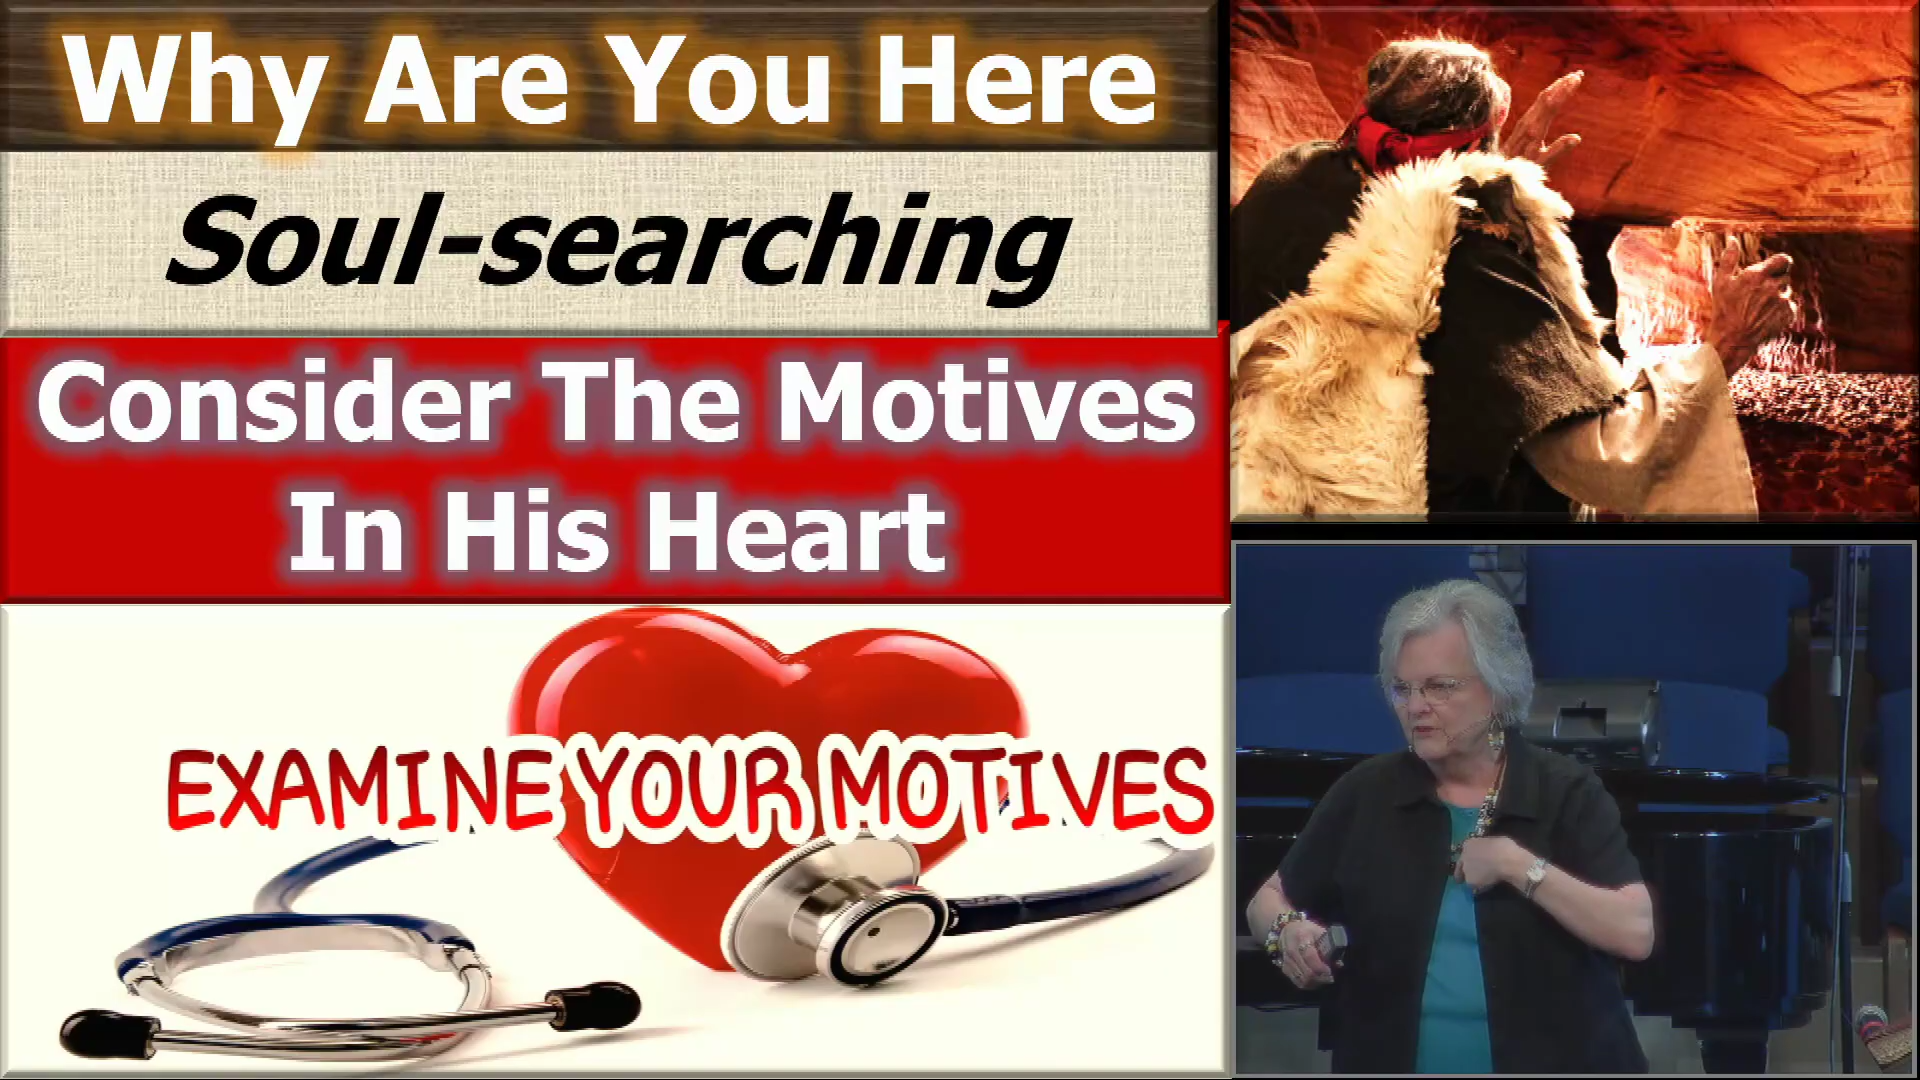 Why Are You Here
Soul-searching
Consider The Motives
In His Heart
EXAMINE YOUR MOTIVES